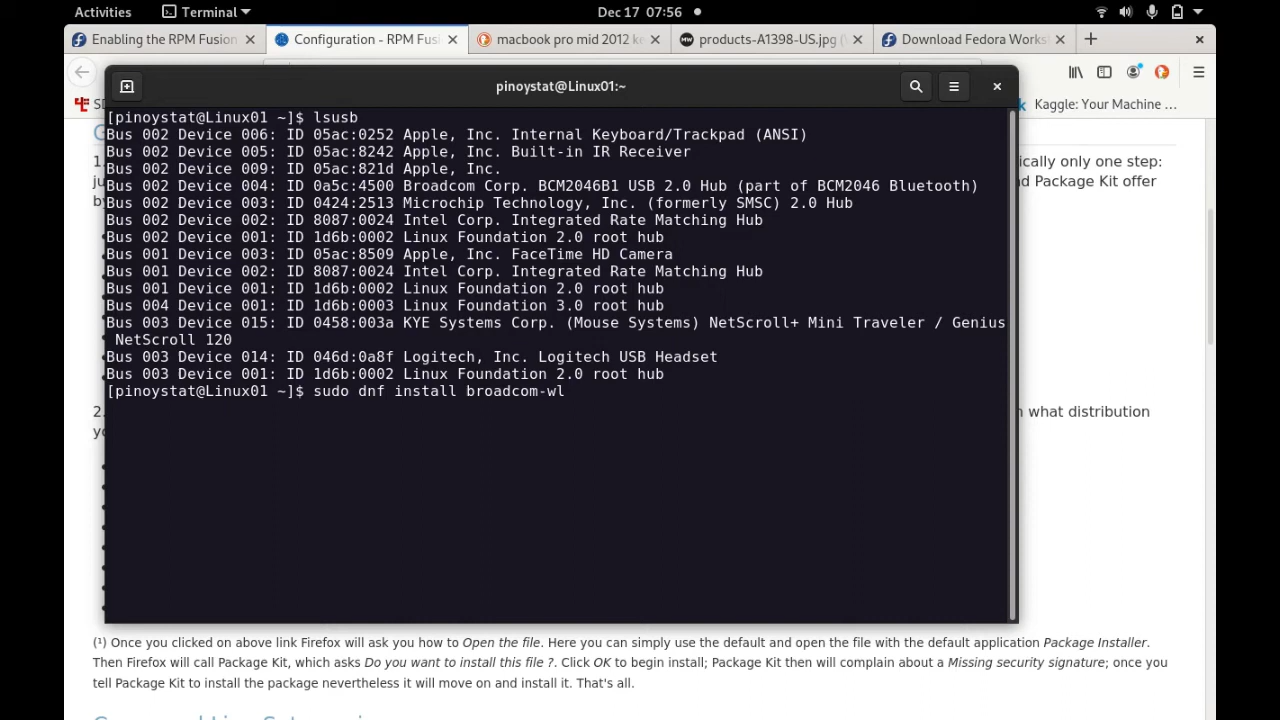 Activities
Terminal
Dec 17 07:56
Enabling the RPM Fusion
Configuration - RPM Fusi
macbook pro mid 2012 k
products-A1398-US.jpg (
Download Fedora Works
pinoystat@Linux01:~
Kaggle: Your Machine ...
[pinoystat@Linux01 ~]$ lsusb
Bus 002 Device 006: ID 05ac:0252 Apple, Inc. Internal Keyboard/Trackpad (ANSI)
Bus 002 Device 005: ID 05ac:8242 Apple, Inc. Built-in IR Receiver
Bus 002 Device 009: ID 05ac:821d Apple, Inc.
Bus 002 Device 004: ID 0a5c:4500 Broadcom Corp. BCM2046B1 USB 2.0 Hub (part of BCM2046 Bluetooth)
Bus 002 Device 003: ID 0424:2513 Microchip Technology, Inc. (formerly SMSC) 2.0 Hub
Bus 002 Device 002: ID 8087:0024 Intel Corp. Integrated Rate Matching Hub
Bus 002 Device 001: ID 1d6b:0002 Linux Foundation 2.0 root hub
Bus 001 Device 003: ID 05ac:8509 Apple, Inc. FaceTime HD Camera
Bus 001 Device 002: ID 8087:0024 Intel Corp. Integrated Rate Matching Hub
Bus 001 Device 001: ID 1d6b:0002 Linux Foundation 2.0 root hub
Bus 004 Device 001: ID 1d6b:0003 Linux Foundation 3.0 root hub
Bus 003 Device 015: ID 0458:003a KYE Systems Corp. (Mouse Systems) NetScroll+ Mini Traveler / Genius
NetScroll 120
Bus 003 Device 014: ID 046d:0a8f Logitech, Inc. Logitech USB Headset
Bus 003 Device 001: ID 1d6b:0002 Linux Foundation 2.0 root hub
[pinoystat@Linux01 ~]$ sudo dnf install broadcom-wl
1.
ically only one step:
ju
d Package Kit offer
by
2.
what distribution
yo
(¹) Once you clicked on above link Firefox will ask you how to Open the file. Here you can simply use the default and open the file with the default application Package Installer.
Then Firefox will call Package Kit, which asks Do you want to install this file ?. Click OK to begin install; Package Kit then will complain about a Missing security signature; once you
tell Package Kit to install the package nevertheless it will move on and install it. That's all.